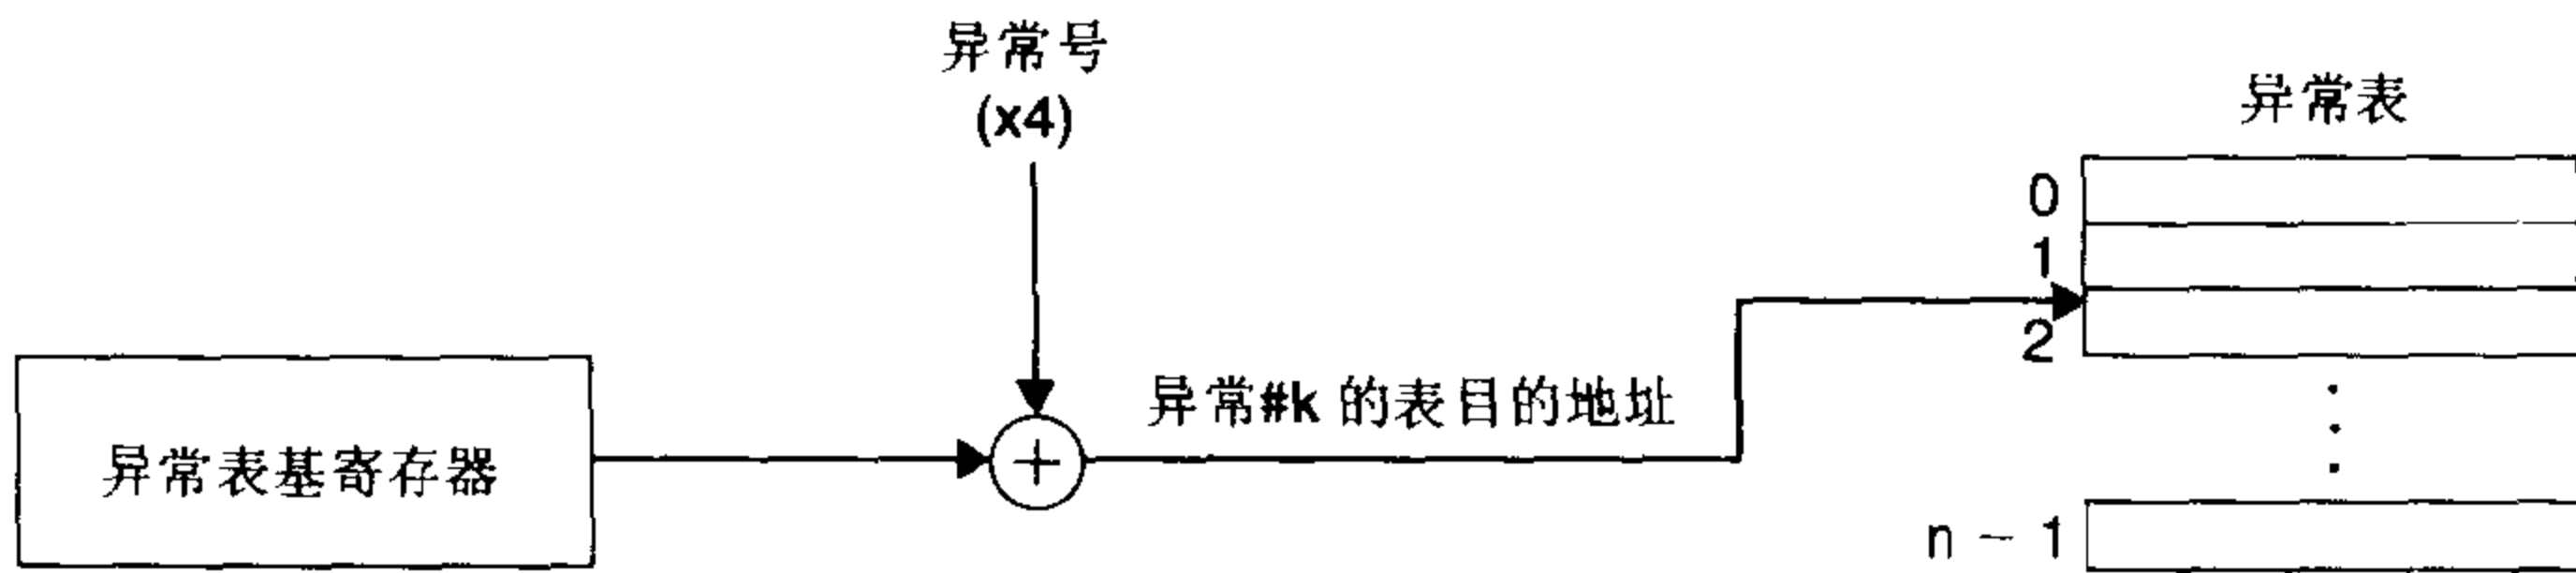 异常号
(x4)
异常表
0
1
2
异常#k 的表目的地址
异常表基寄存器
n − 1